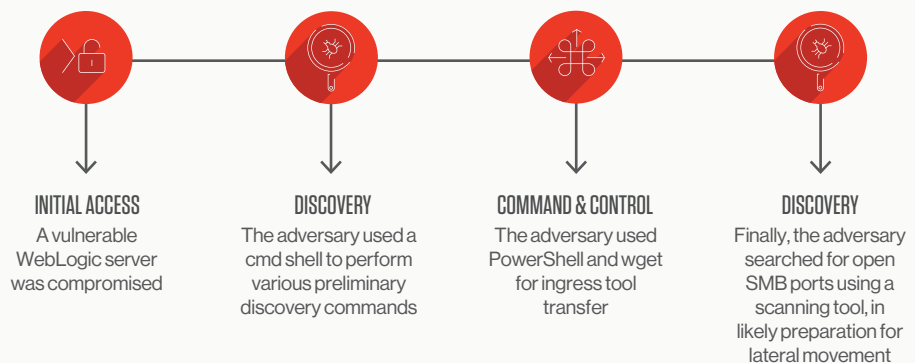 INITIAL ACCESS
A vulnerable
WebLogic server
was compromised
DISCOVERY
The adversary used a
cmd shell to perform
various preliminary
discovery commands
COMMAND & CONTROL
The adversary used
PowerShell and wget
for ingress tool
transfer
DISCOVERY
Finally, the adversary
searched for open
SMB ports using a
scanning tool, in
likely preparation for
lateral movement